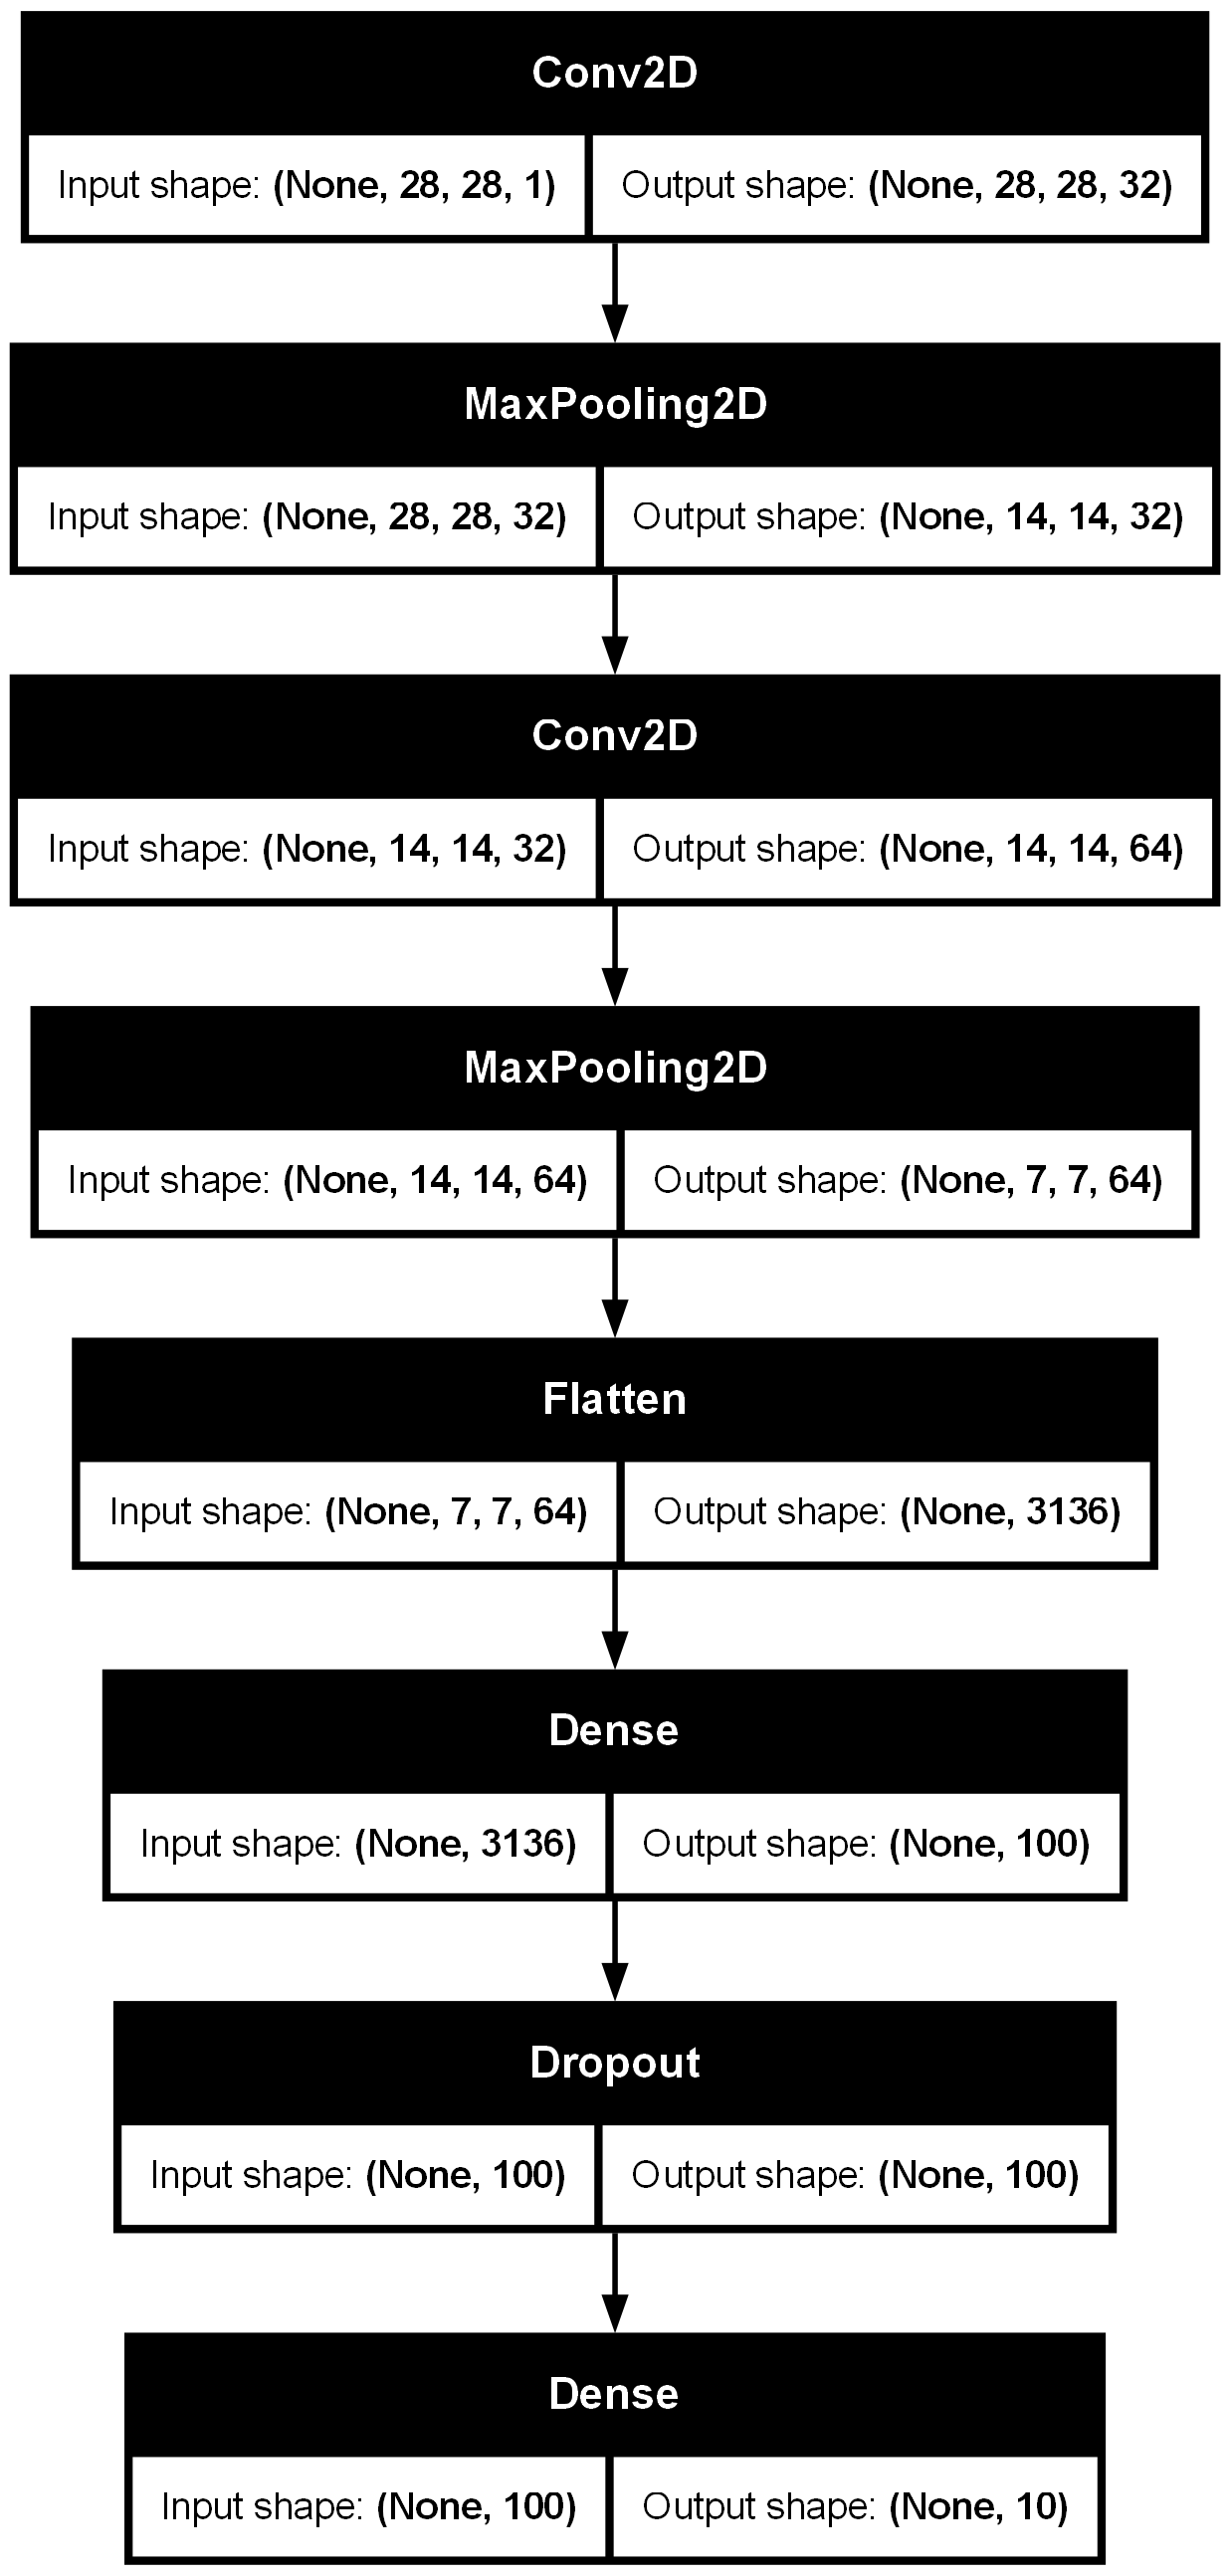 Conv2D
Input shape: (None, 28, 28, 1) Output shape: (None, 28, 28, 32)
MaxPooling2D
Input shape: (None, 28, 28, 32) Output shape: (None, 14, 14, 32)
Conv2D
Input shape: (None, 14, 14, 32) Output shape: (None, 14, 14, 64)
MaxPooling2D
Input shape: (None, 14, 14, 64) Output shape: (None, 7, 7, 64)
Flatten
Input shape: (None, 7, 7, 64) Output shape: (None, 3136)
Dense
Input shape: (None, 3136) Output shape: (None, 100)
Dropout
Input shape: (None, 100) Output shape: (None, 100)
Dense
Input shape: (None, 100) Output shape: (None, 10)